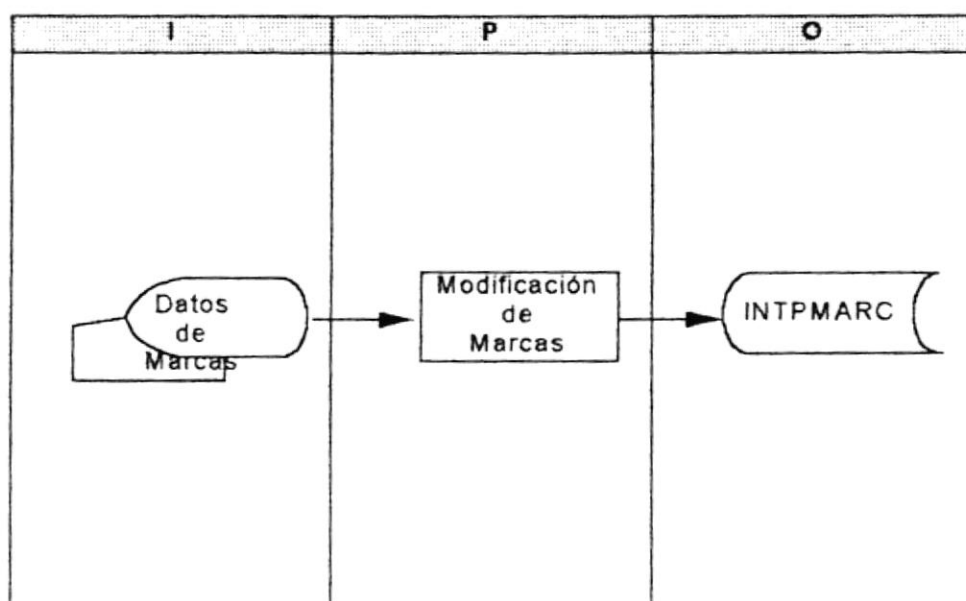 I
P
O
Datos
de
Marcas
Modificación
de
Marcas
INTPMARC